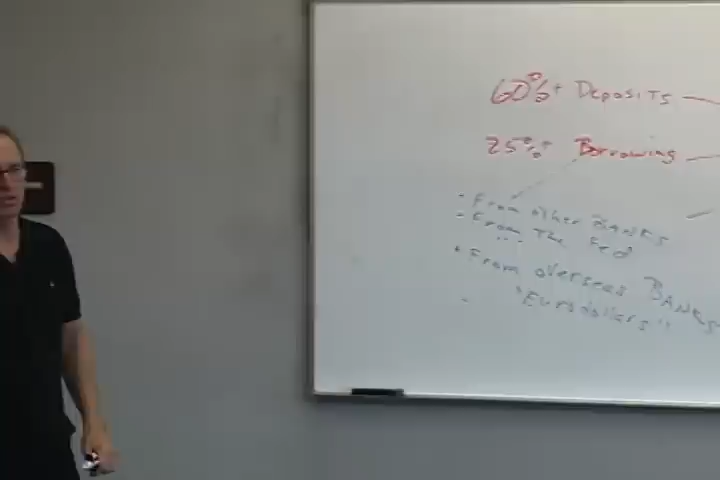 60%+ Deposits
25%+ Borrowing
- From other BANKS
- From The Fed
• From overseas BANKS
"Eurodollars"